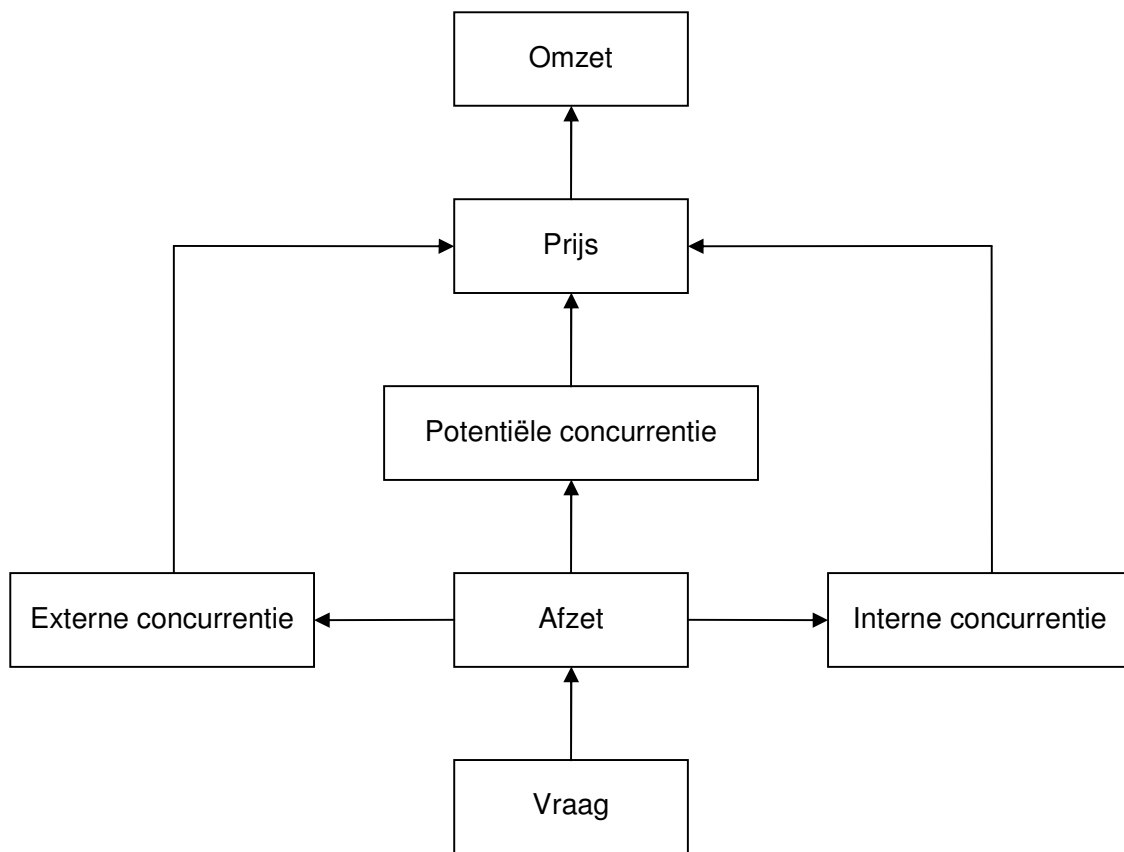 Omzet
Prijs
Potentiële concurrentie
Externe concurrentie
Afzet
Interne concurrentie
Vraag